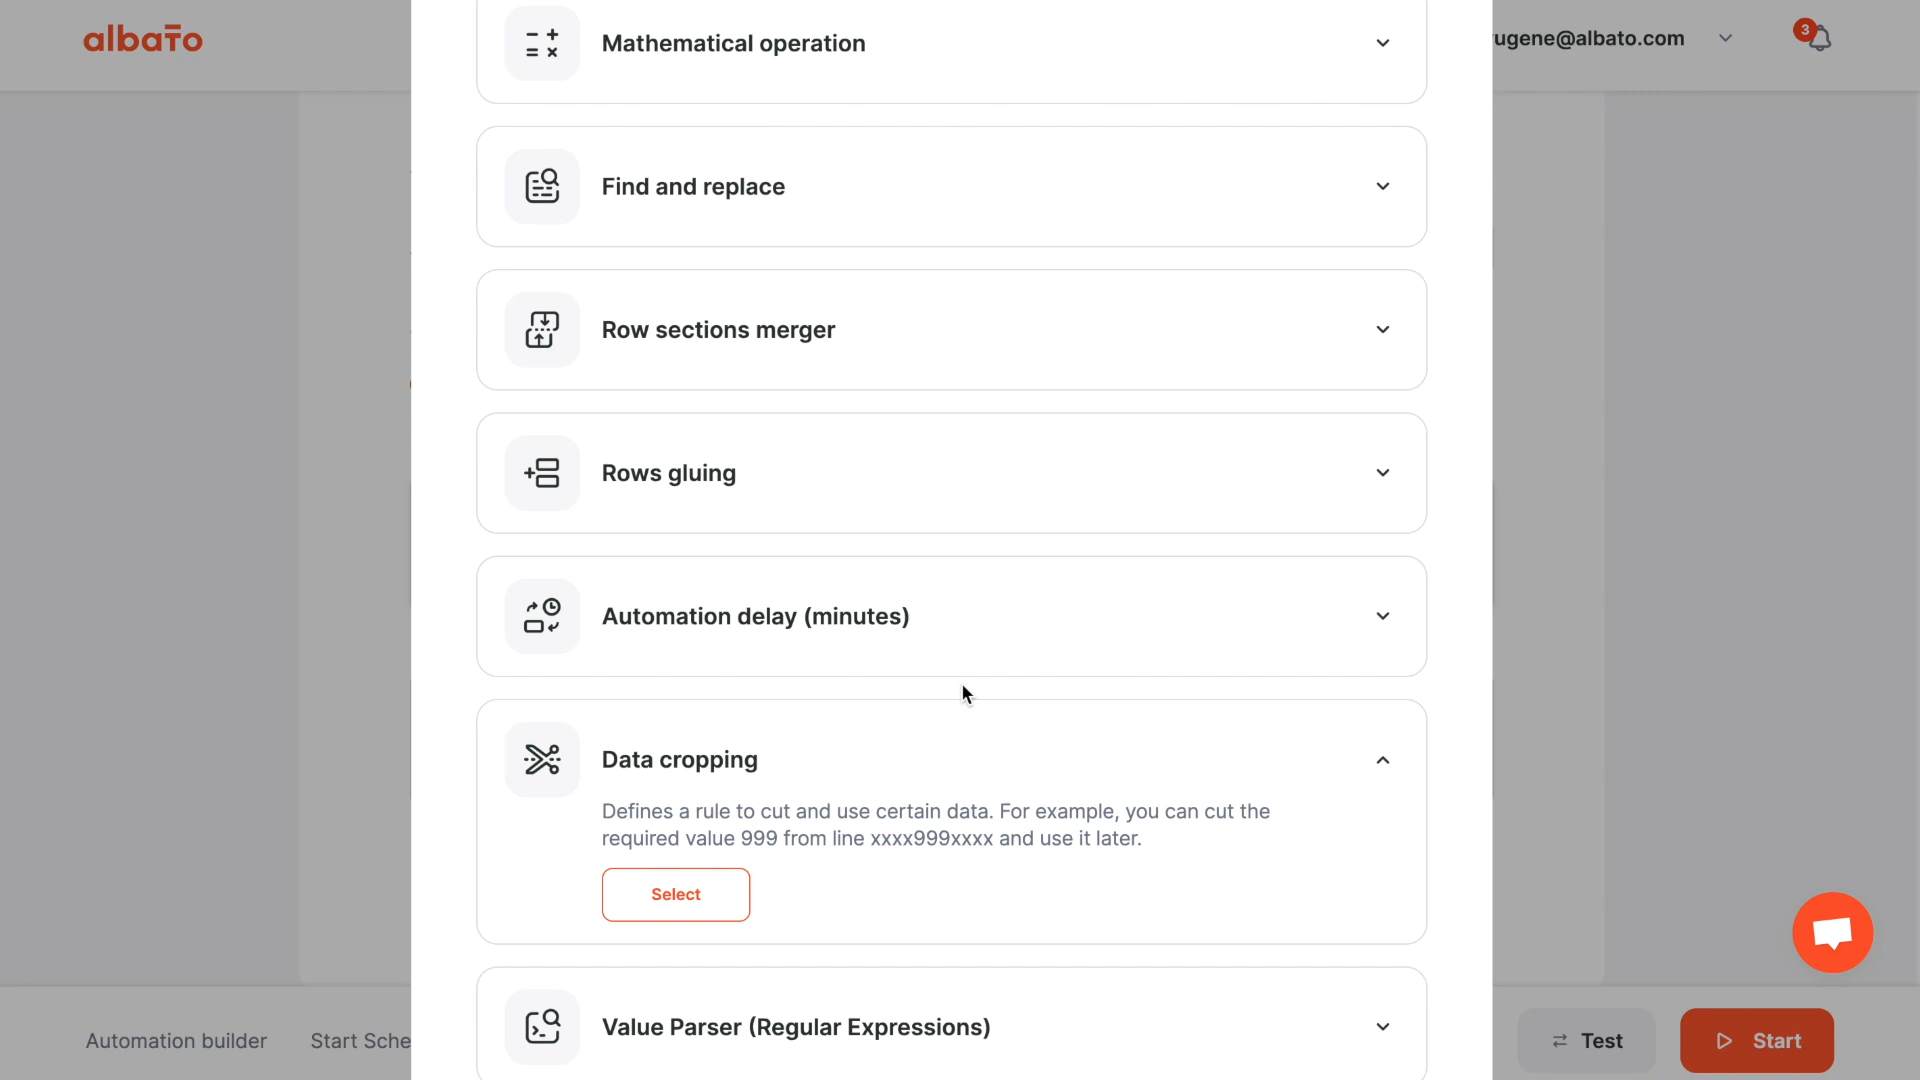 albato
Mathematical operation
ugene@albato.com
3
Find and replace
Row sections merger
Rows gluing
Automation delay (minutes)
Data cropping
Defines a rule to cut and use certain data. For example, you can cut the
required value 999 from line xxxx999xxxx and use it later.
Select
Value Parser (Regular Expressions)
Automation builder
Start Sche
Test
Start